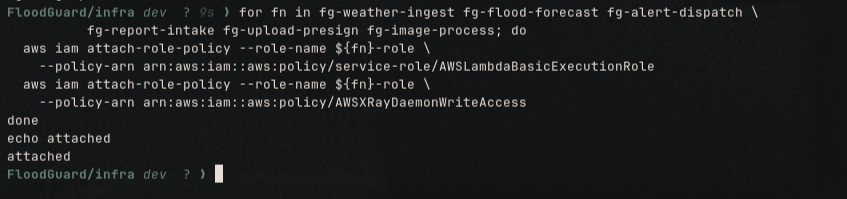 FloodGuard/infra dev ? 9s ❯ for fn in fg-weather-ingest fg-flood-forecast fg-alert-dispatch \
fg-report-intake fg-upload-presign fg-image-process; do
aws iam attach-role-policy --role-name ${fn}-role \
--policy-arn arn:aws:iam::aws:policy/service-role/AWSLambdaBasicExecutionRole
aws iam attach-role-policy --role-name ${fn}-role \
--policy-arn arn:aws:iam::aws:policy/AWSXRayDaemonWriteAccess
done
echo attached
attached
FloodGuard/infra dev ? ❯